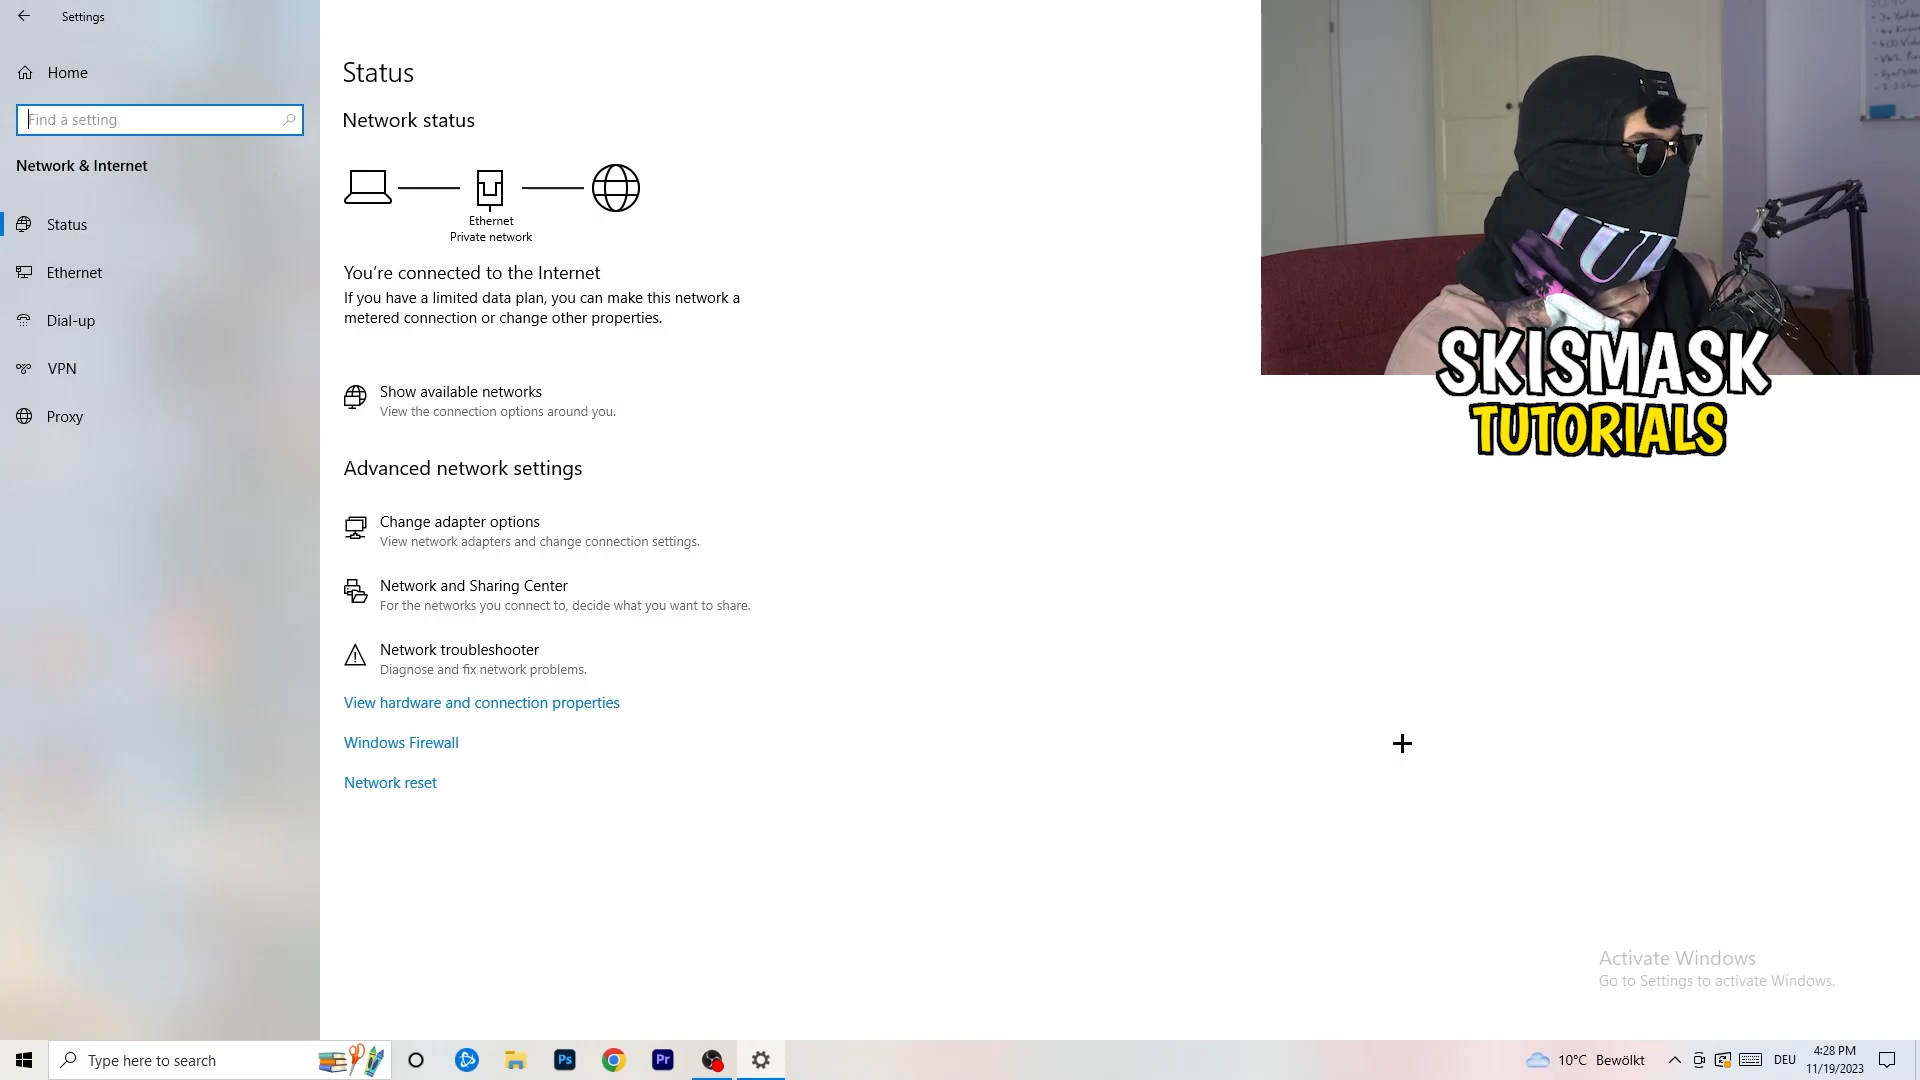 Settings
Home
Find a setting
Network & Internet
Status
Ethernet
Dial-up
VPN
Proxy
Status
Network status
Ethernet
Private network
You're connected to the Internet
If you have a limited data plan, you can make this network a
metered connection or change other properties.
Show available networks
View the connection options around you.
Advanced network settings
Change adapter options
View network adapters and change connection settings.
Network and Sharing Center
For the networks you connect to, decide what you want to share.
Network troubleshooter
Diagnose and fix network problems.
View hardware and connection properties
Windows Firewall
Network reset
SKISMASK
TUTORIALS
Activate Windows
Go to Settings to activate Windows.
Type here to search
Ps
Pr
10°C Bewölkt
DEU
4:28 PM
11/19/2023